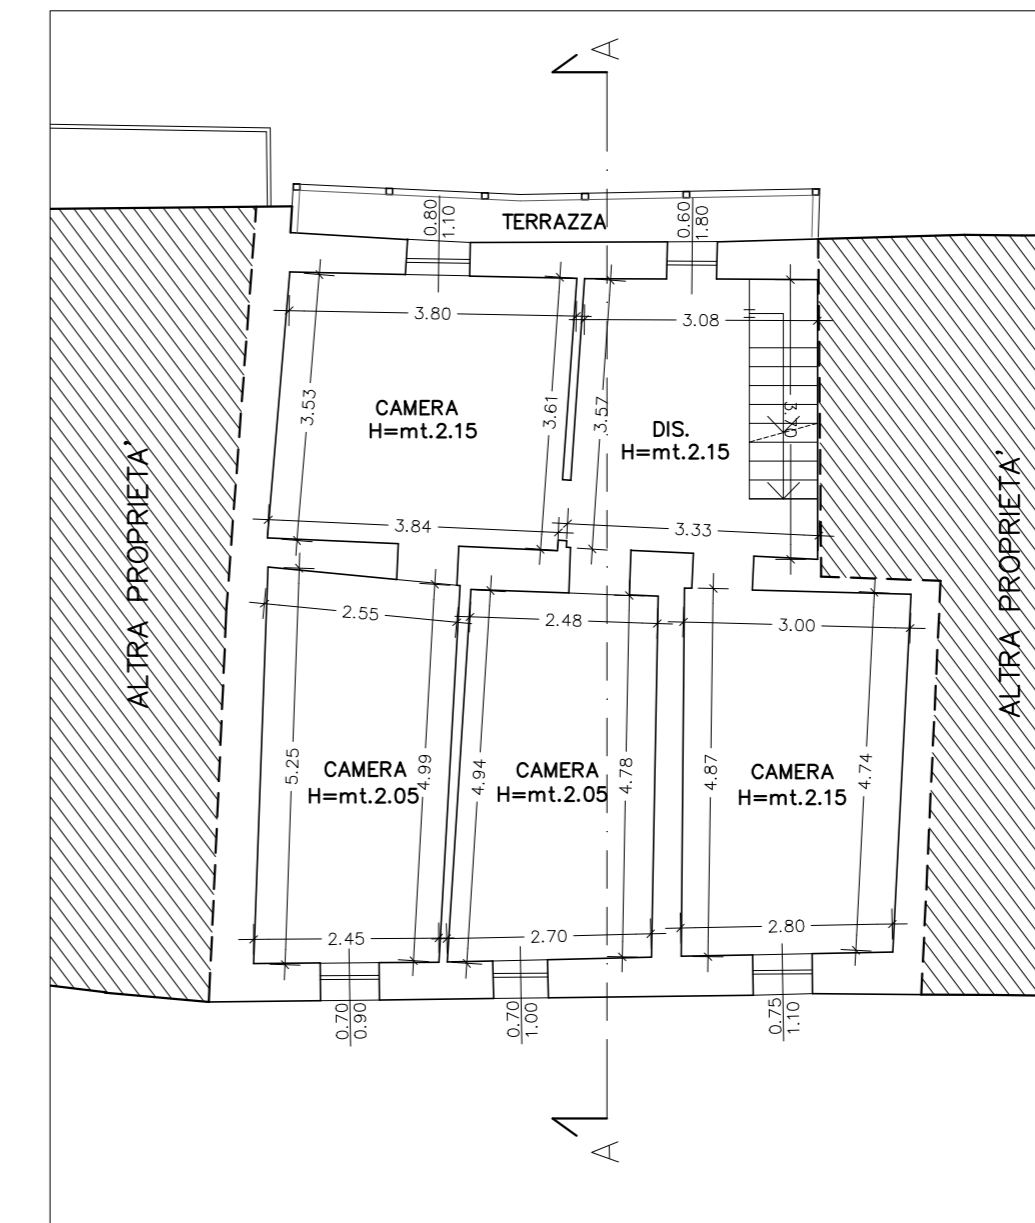 A
0.80
1.10
TERRAZZA
0.60
1.80
3.80
3.08
3.53
CAMERA
H=mt.2.15
3.61
3.57
DIS.
H=mt.2.15
3.70
3.84
3.33
ALTRA PROPRIETA'
ALTRA PROPRIETA'
2.55
2.48
3.00
5.25
CAMERA
H=mt.2.05
4.99
4.94
CAMERA
H=mt.2.05
4.78
4.87
CAMERA
H=mt.2.15
4.74
2.45
2.70
2.80
0.70
0.90
0.70
1.00
0.75
1.10
A